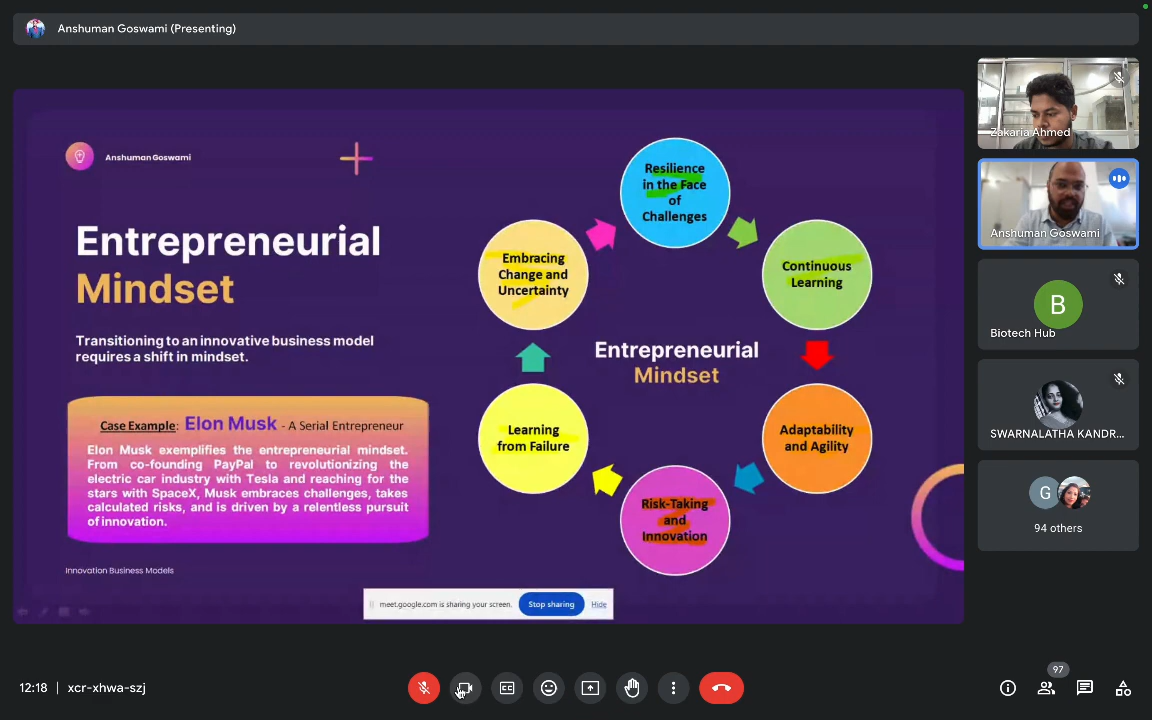 Anshuman Goswami (Presenting)
Anshuman Goswami
Entrepreneurial
Mindset
Transitioning to an innovative business model
requires a shift in mindset.
Case Example: Elon Musk - A Serial Entrepreneur
Elon Musk exemplifies the entrepreneurial mindset.
From co-founding PayPal to revolutionizing the
electric car industry with Tesla and reaching for the
stars with SpaceX, Musk embraces challenges, takes
calculated risks, and is driven by a relentless pursuit
of innovation.
Innovation Business Models
Resilience
in the Face
of
Challenges
Continuous
Learning
Adaptability
and Agility
Risk-Taking
and
Innovation
Learning
from Failure
Embracing
Change and
Uncertainty
Entrepreneurial
Mindset
meet.google.com is sharing your screen.
Stop sharing
Hide
Zakaria Ahmed
Anshuman Goswami
B
Biotech Hub
SWARNALATHA KANDR...
G
94 others
12:18 | xcr-xhwa-szj
CC
97